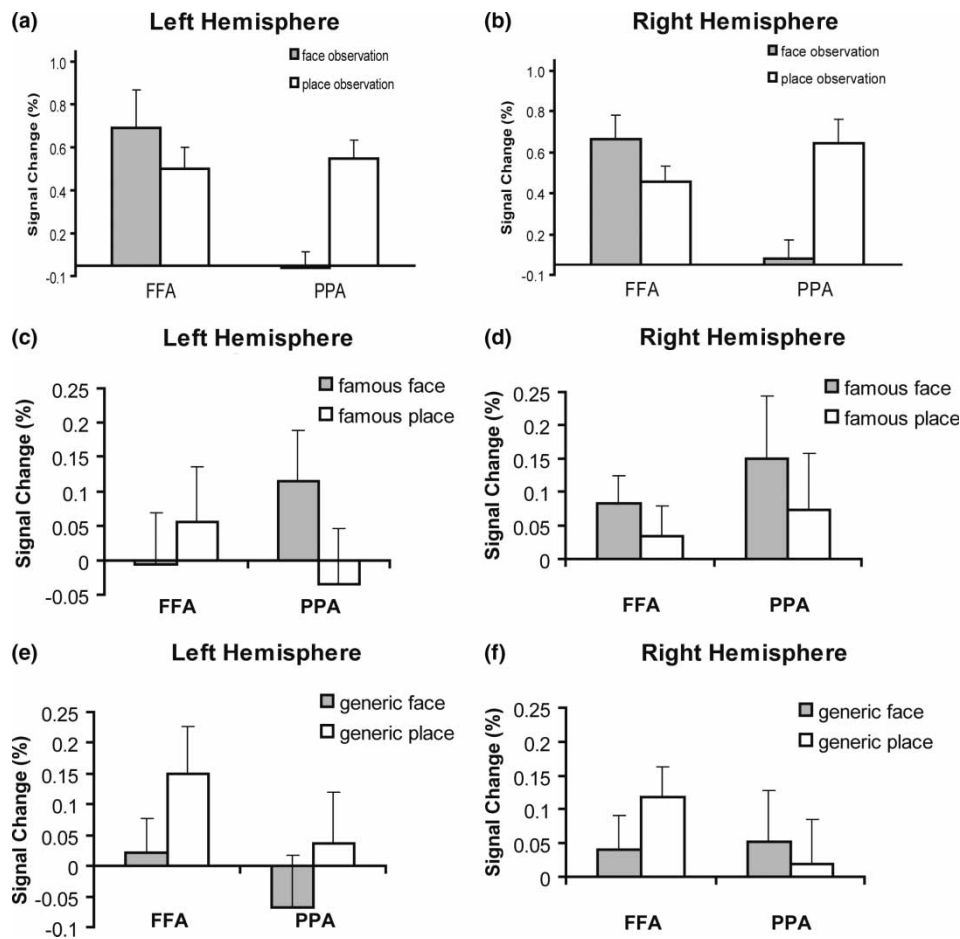 (a)
Left Hemisphere
face observation
place observation
Signal Change (%)
1.0
0.8
0.6
0.4
0.2
-0.1
FFA PPA
(b)
Right Hemisphere
face observation
place observation
Signal Change (%)
1.0
0.8
0.6
0.4
0.2
-0.1
FFA PPA
(c)
Left Hemisphere
famous face
famous place
Signal Change (%)
0.25
0.2
0.15
0.1
0.05
0
-0.05
FFA PPA
(d)
Right Hemisphere
famous face
famous place
Signal Change (%)
0.25
0.2
0.15
0.1
0.05
0
FFA PPA
(e)
Left Hemisphere
generic face
generic place
Signal Change (%)
0.25
0.2
0.15
0.1
0.05
0
-0.05
-0.1
FFA PPA
(f)
Right Hemisphere
generic face
generic place
Signal Change (%)
0.25
0.2
0.15
0.1
0.05
0
FFA PPA